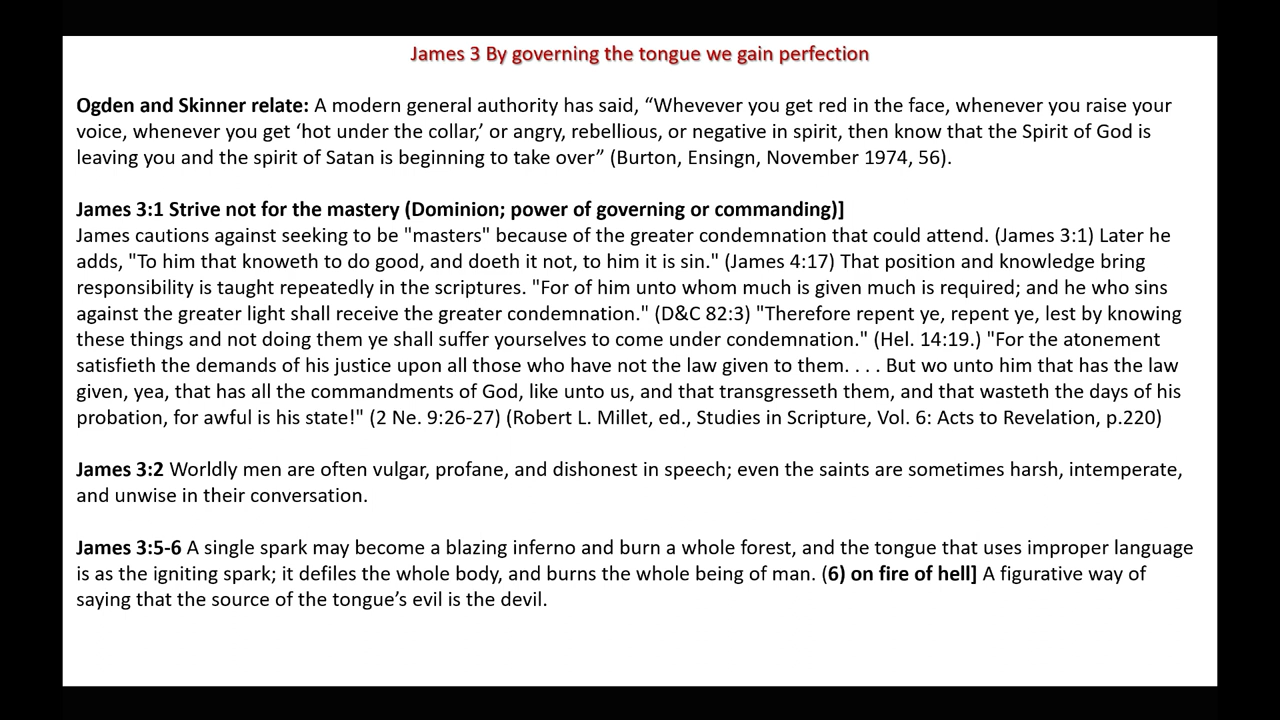 James 3 By governing the tongue we gain perfection
Ogden and Skinner relate: A modern general authority has said, “Whevever you get red in the face, whenever you raise your
voice, whenever you get ‘hot under the collar,’ or angry, rebellious, or negative in spirit, then know that the Spirit of God is
leaving you and the spirit of Satan is beginning to take over” (Burton, Ensingn, November 1974, 56).
James 3:1 Strive not for the mastery (Dominion; power of governing or commanding)]
James cautions against seeking to be "masters" because of the greater condemnation that could attend. (James 3:1) Later he
adds, "To him that knoweth to do good, and doeth it not, to him it is sin." (James 4:17) That position and knowledge bring
responsibility is taught repeatedly in the scriptures. "For of him unto whom much is given much is required; and he who sins
against the greater light shall receive the greater condemnation." (D&C 82:3) "Therefore repent ye, repent ye, lest by knowing
these things and not doing them ye shall suffer yourselves to come under condemnation." (Hel. 14:19.) "For the atonement
satisfieth the demands of his justice upon all those who have not the law given to them. . . . But wo unto him that has the law
given, yea, that has all the commandments of God, like unto us, and that transgresseth them, and that wasteth the days of his
probation, for awful is his state!" (2 Ne. 9:26-27) (Robert L. Millet, ed., Studies in Scripture, Vol. 6: Acts to Revelation, p.220)
James 3:2 Worldly men are often vulgar, profane, and dishonest in speech; even the saints are sometimes harsh, intemperate,
and unwise in their conversation.
James 3:5-6 A single spark may become a blazing inferno and burn a whole forest, and the tongue that uses improper language
is as the igniting spark; it defiles the whole body, and burns the whole being of man. (6) on fire of hell] A figurative way of
saying that the source of the tongue’s evil is the devil.